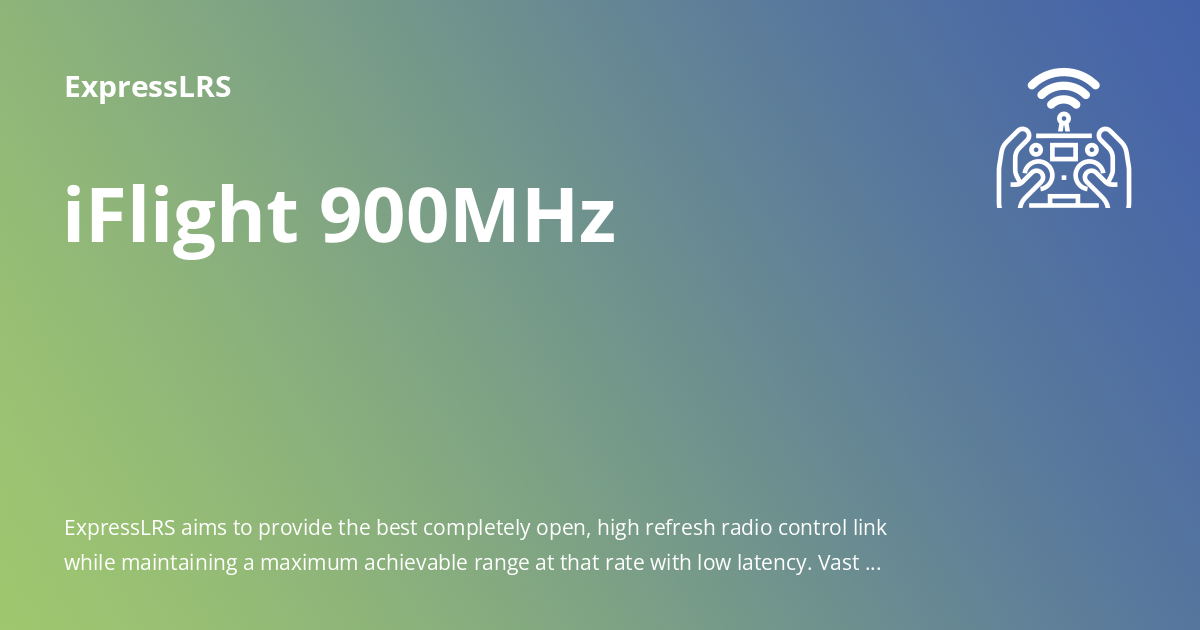 ExpressLRS
iFlight 900MHz
ExpressLRS aims to provide the best completely open, high refresh radio control link
while maintaining a maximum achievable range at that rate with low latency. Vast ...